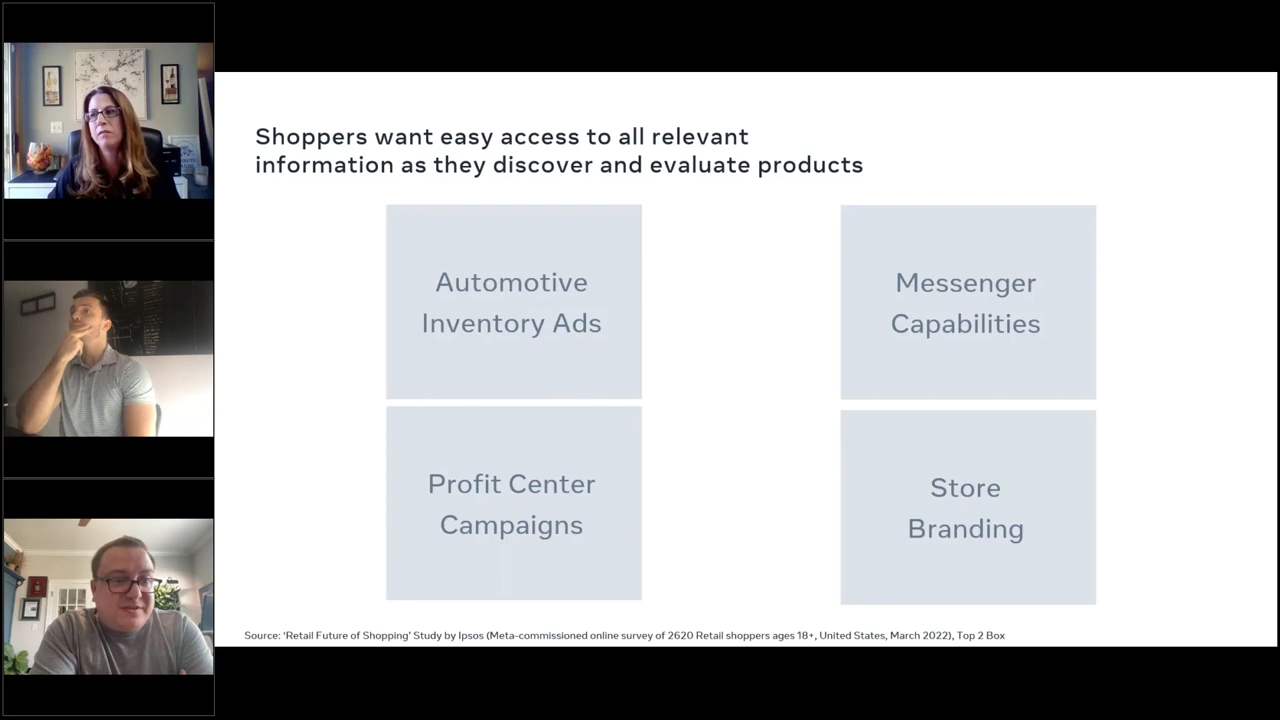 Shoppers want easy access to all relevant
information as they discover and evaluate products
Automotive
Inventory Ads
Messenger
Capabilities
Profit Center
Campaigns
Store
Branding
Source: ‘Retail Future of Shopping’ Study by Ipsos (Meta-commissioned online survey of 2620 Retail shoppers ages 18+, United States, March 2022), Top 2 Box